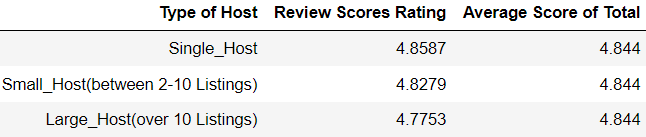 Type of Host Review Scores Rating Average Score of Total
Single_Host 4.8587 4.844
Small_Host(between 2-10 Listings) 4.8279 4.844
Large_Host(over 10 Listings) 4.7753 4.844